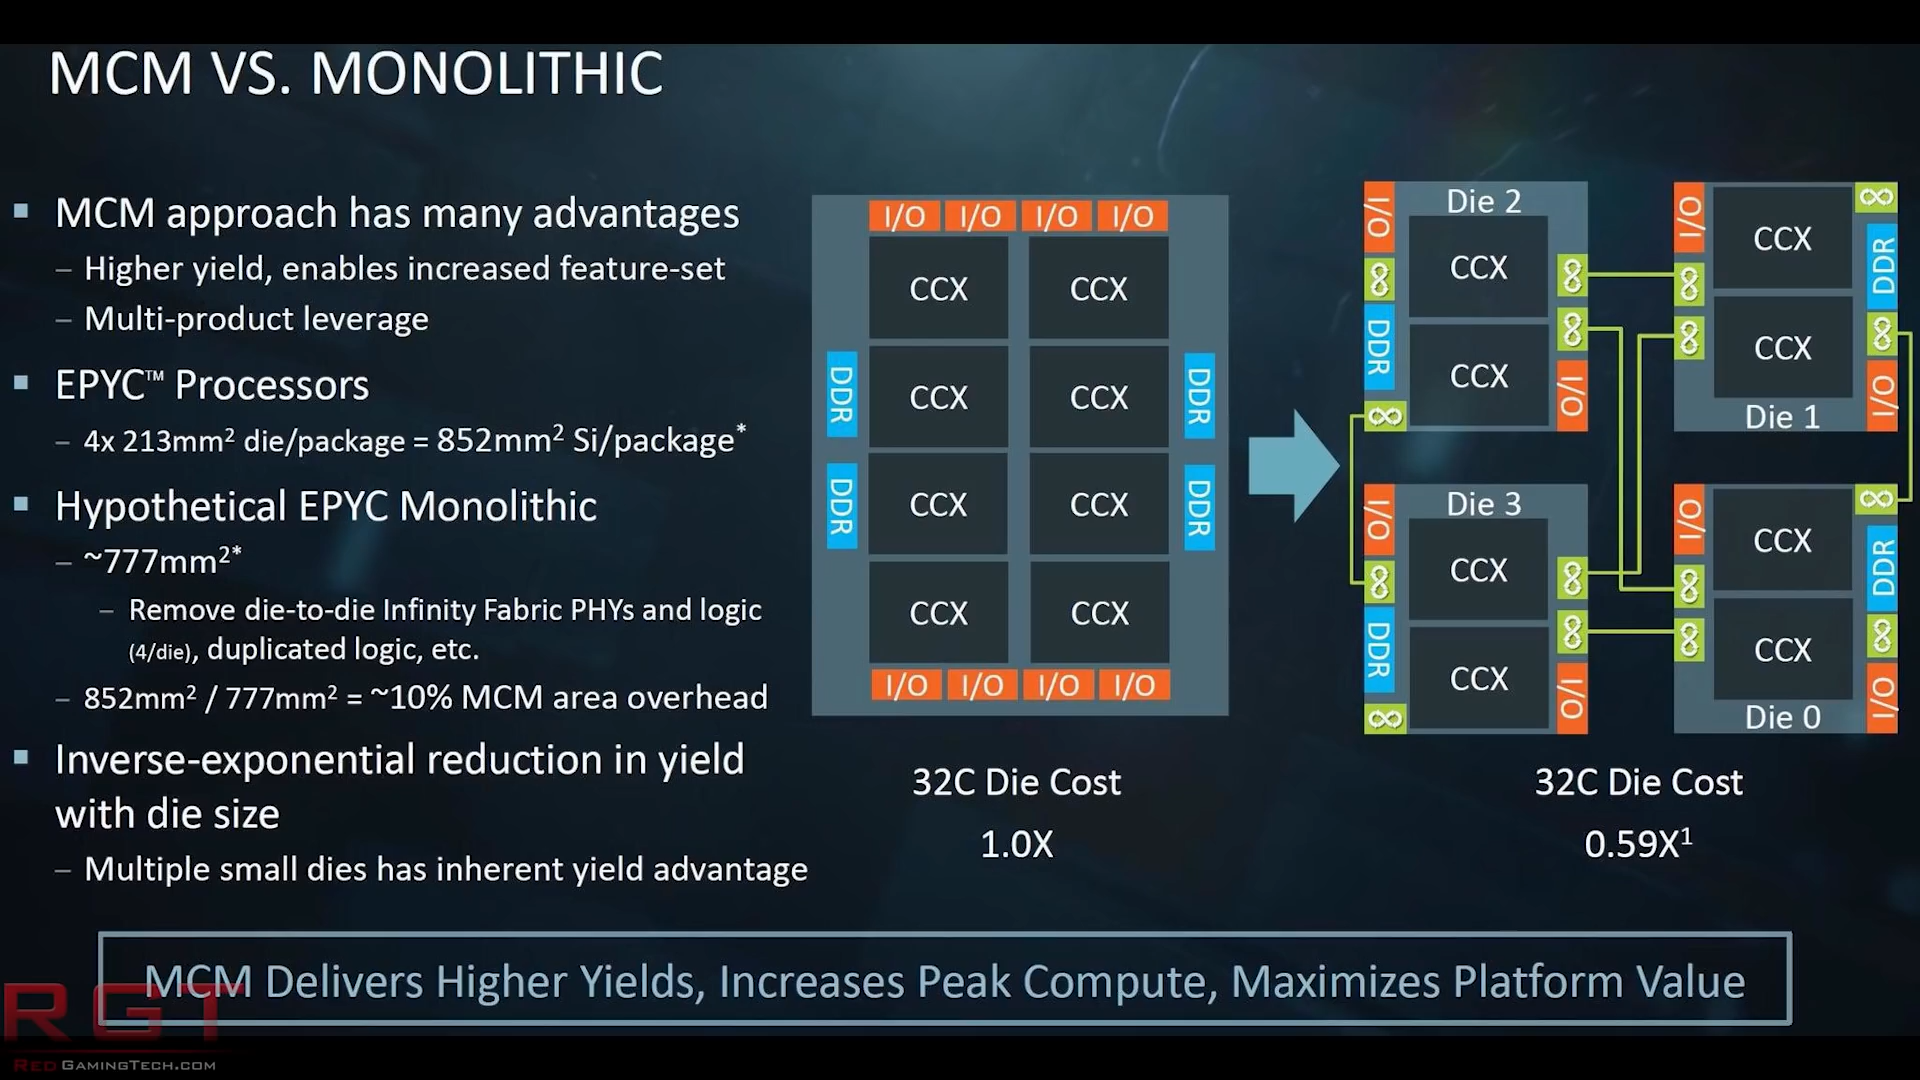 MCM VS. MONOLITHIC
▪ MCM approach has many advantages
– Higher yield, enables increased feature-set
– Multi-product leverage
▪ EPYC™ Processors
– 4x 213mm² die/package = 852mm² Si/package*
▪ Hypothetical EPYC Monolithic
– ~777mm²*
– Remove die-to-die Infinity Fabric PHYs and logic
(4/die), duplicated logic, etc.
– 852mm² / 777mm² = ~10% MCM area overhead
▪ Inverse-exponential reduction in yield
with die size
– Multiple small dies has inherent yield advantage
I/O I/O I/O I/O
CCX CCX
DDR CCX CCX DDR
DDR CCX CCX DDR
CCX CCX
I/O I/O I/O I/O
32C Die Cost
1.0X
Die 2
I/O
CCX
∞
∞
DDR
∞
CCX
∞
I/O
I/O
CCX
∞
∞
DDR
∞
CCX
∞
Die 1
I/O
Die 3
I/O
CCX
∞
∞
DDR
∞
CCX
∞
I/O
I/O
CCX
∞
∞
DDR
∞
CCX
∞
Die 0
I/O
32C Die Cost
0.59X¹
MCM Delivers Higher Yields, Increases Peak Compute, Maximizes Platform Value
RGT
RedGamingTech.com